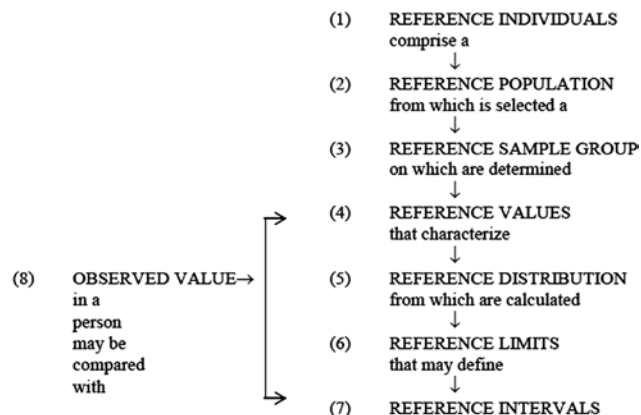 (1) REFERENCE INDIVIDUALS
comprise a
↓
(2) REFERENCE POPULATION
from which is selected a
↓
(3) REFERENCE SAMPLE GROUP
on which are determined
↓
(4) REFERENCE VALUES
that characterize
↓
(8) OBSERVED VALUE→
in a
person
may be
compared
with
(5) REFERENCE DISTRIBUTION
from which are calculated
↓
(6) REFERENCE LIMITS
that may define
↓
(7) REFERENCE INTERVALS